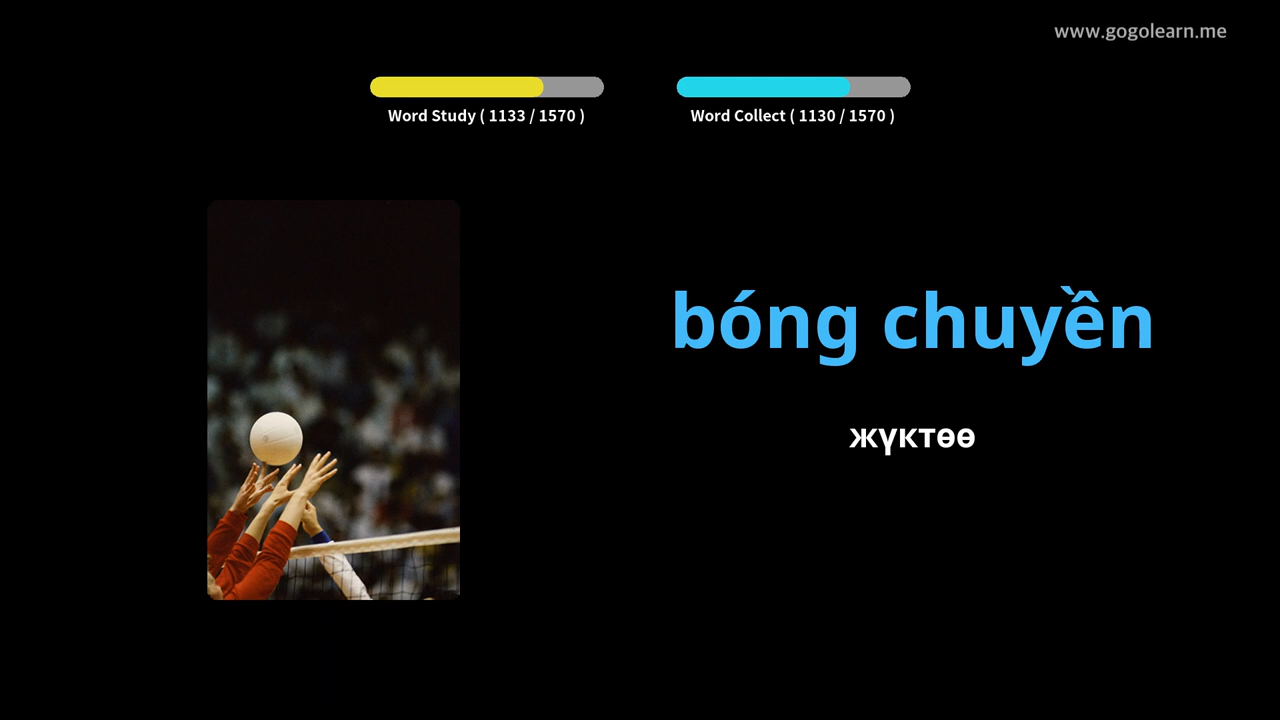 www.gogolearn.me
Word Study ( 1133 / 1570 )
Word Collect ( 1130 / 1570 )
bóng chuyền
жүктөө